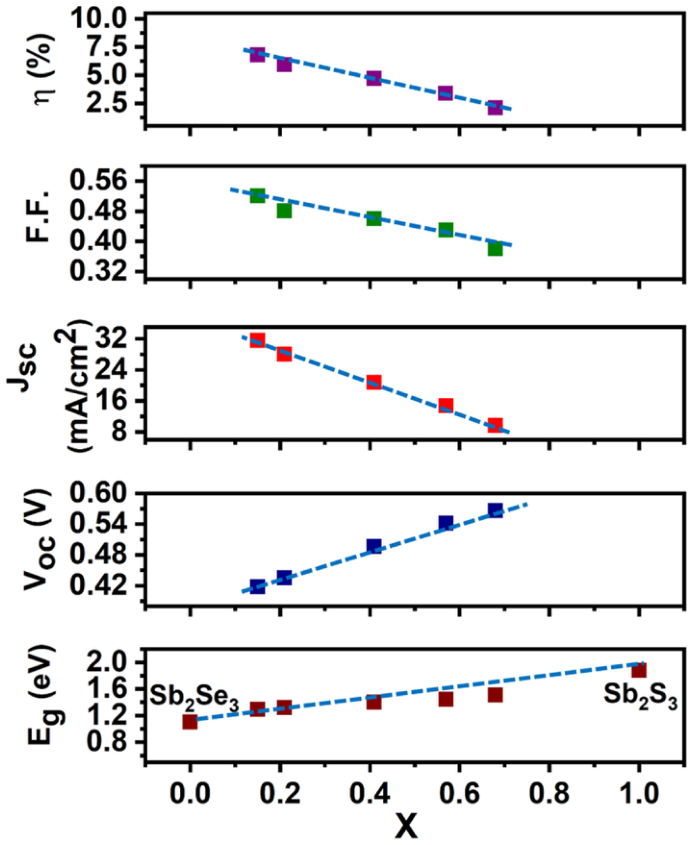 10.0
7.5
5.0
2.5
η (%)
0.56
0.48
0.40
0.32
F.F.
32
24
16
8
J_SC
(mA/cm²)
0.60
0.54
0.48
0.42
V_OC (V)
2.0
1.6
1.2
0.8
E_g (eV)
Sb₂Se₃
Sb₂S₃
0.0 0.2 0.4 0.6 0.8 1.0
X